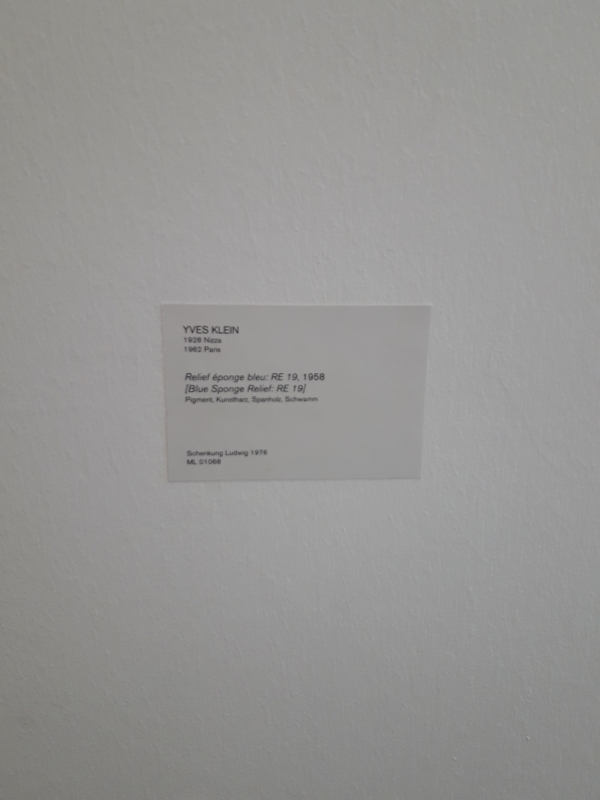 YVES KLEIN
1928 Nizza
1962 Paris
Relief éponge bleu: RE 19, 1958
[Blue Sponge Relief: RE 19]
Pigment, Kunstharz, Spanholz, Schwamm
Schenkung Ludwig 1976
ML 01068